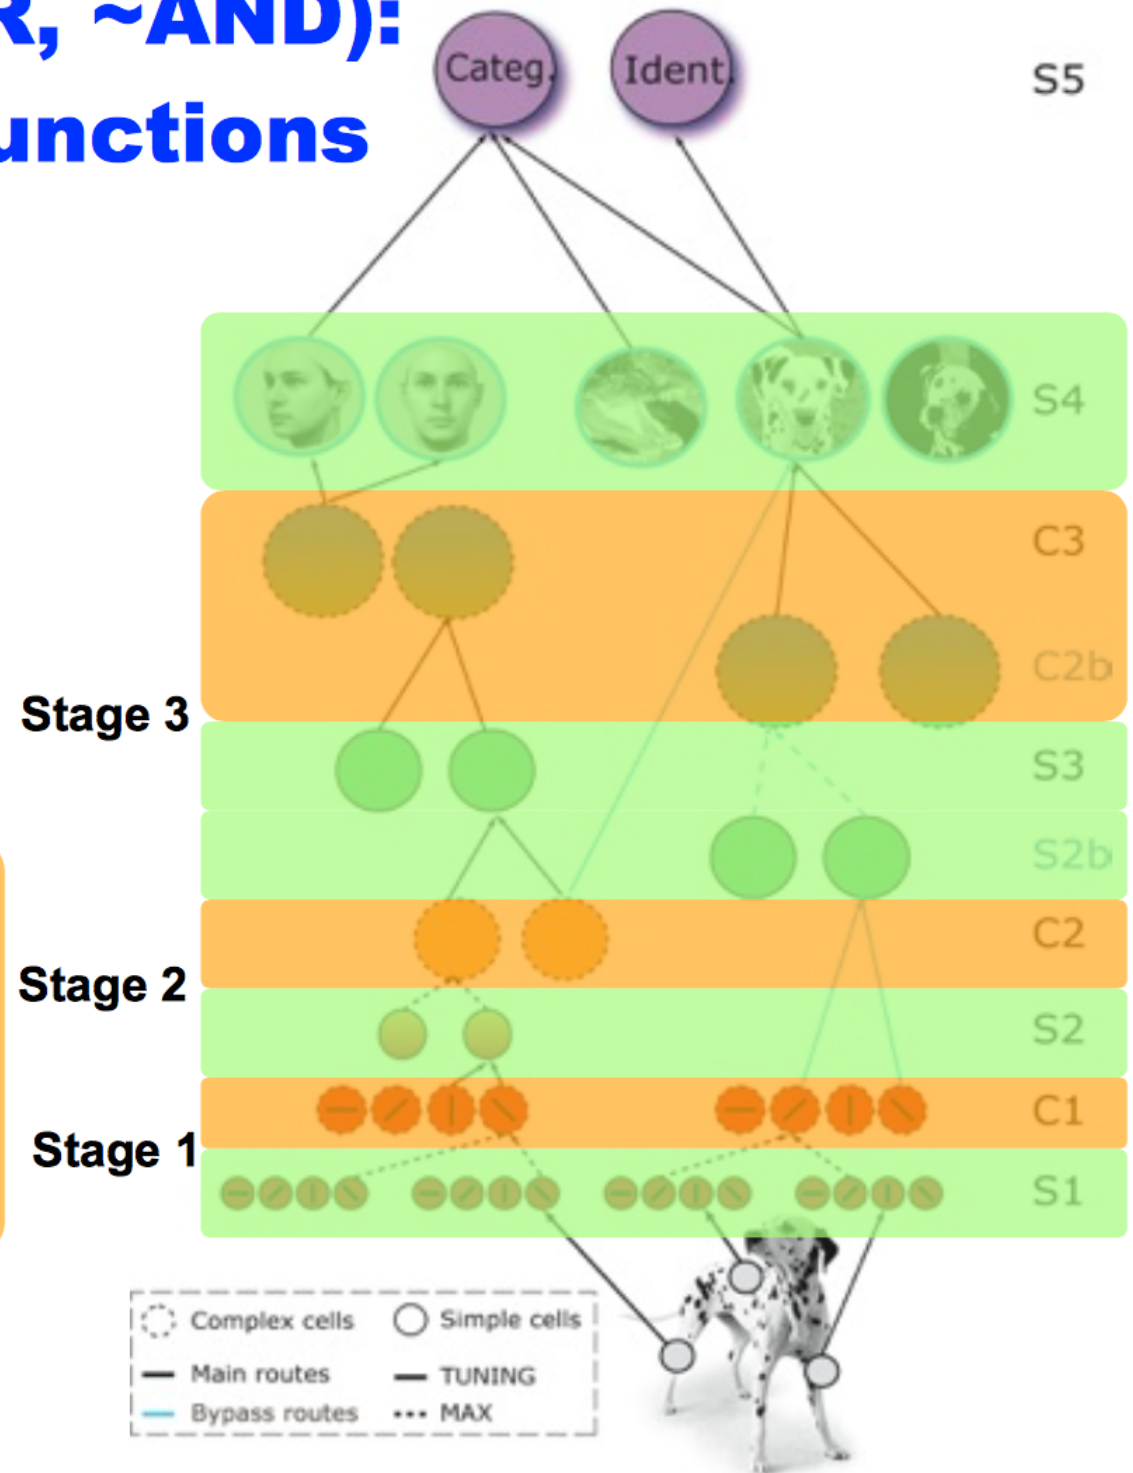 R, ~AND):
unctions
Categ.
Ident.
S5
S4
C3
C2b
Stage 3
S3
S2b
C2
Stage 2
S2
C1
Stage 1
S1
Complex cells
Simple cells
Main routes
TUNING
Bypass routes
MAX